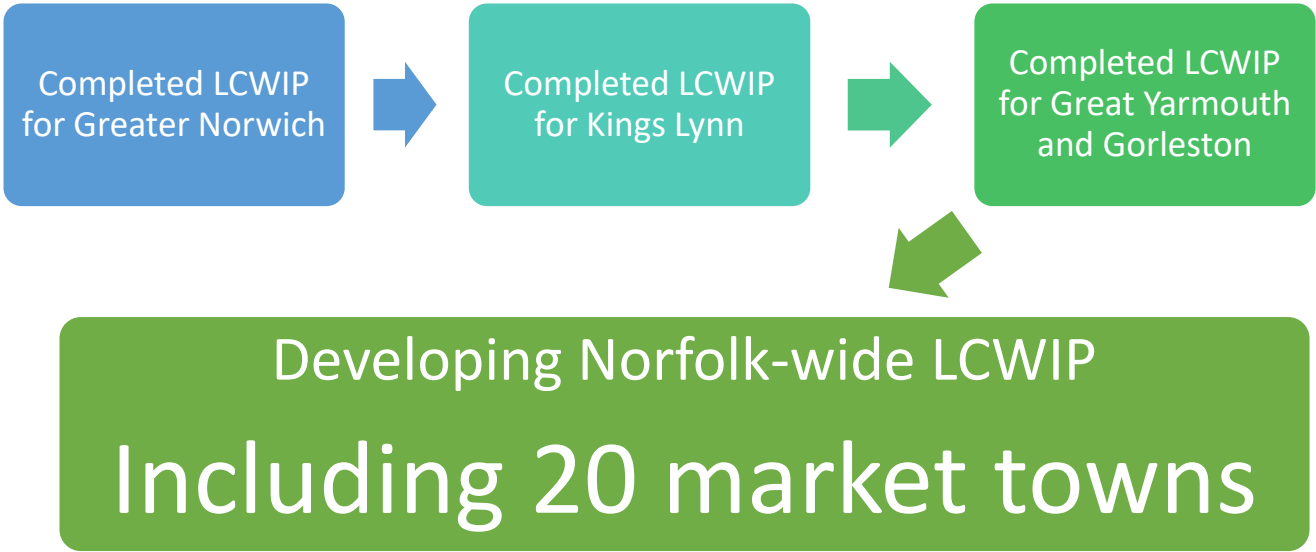 Completed LCWIP
for Greater Norwich
Completed LCWIP
for Kings Lynn
Completed LCWIP
for Great Yarmouth
and Gorleston
Developing Norfolk-wide LCWIP
Including 20 market towns